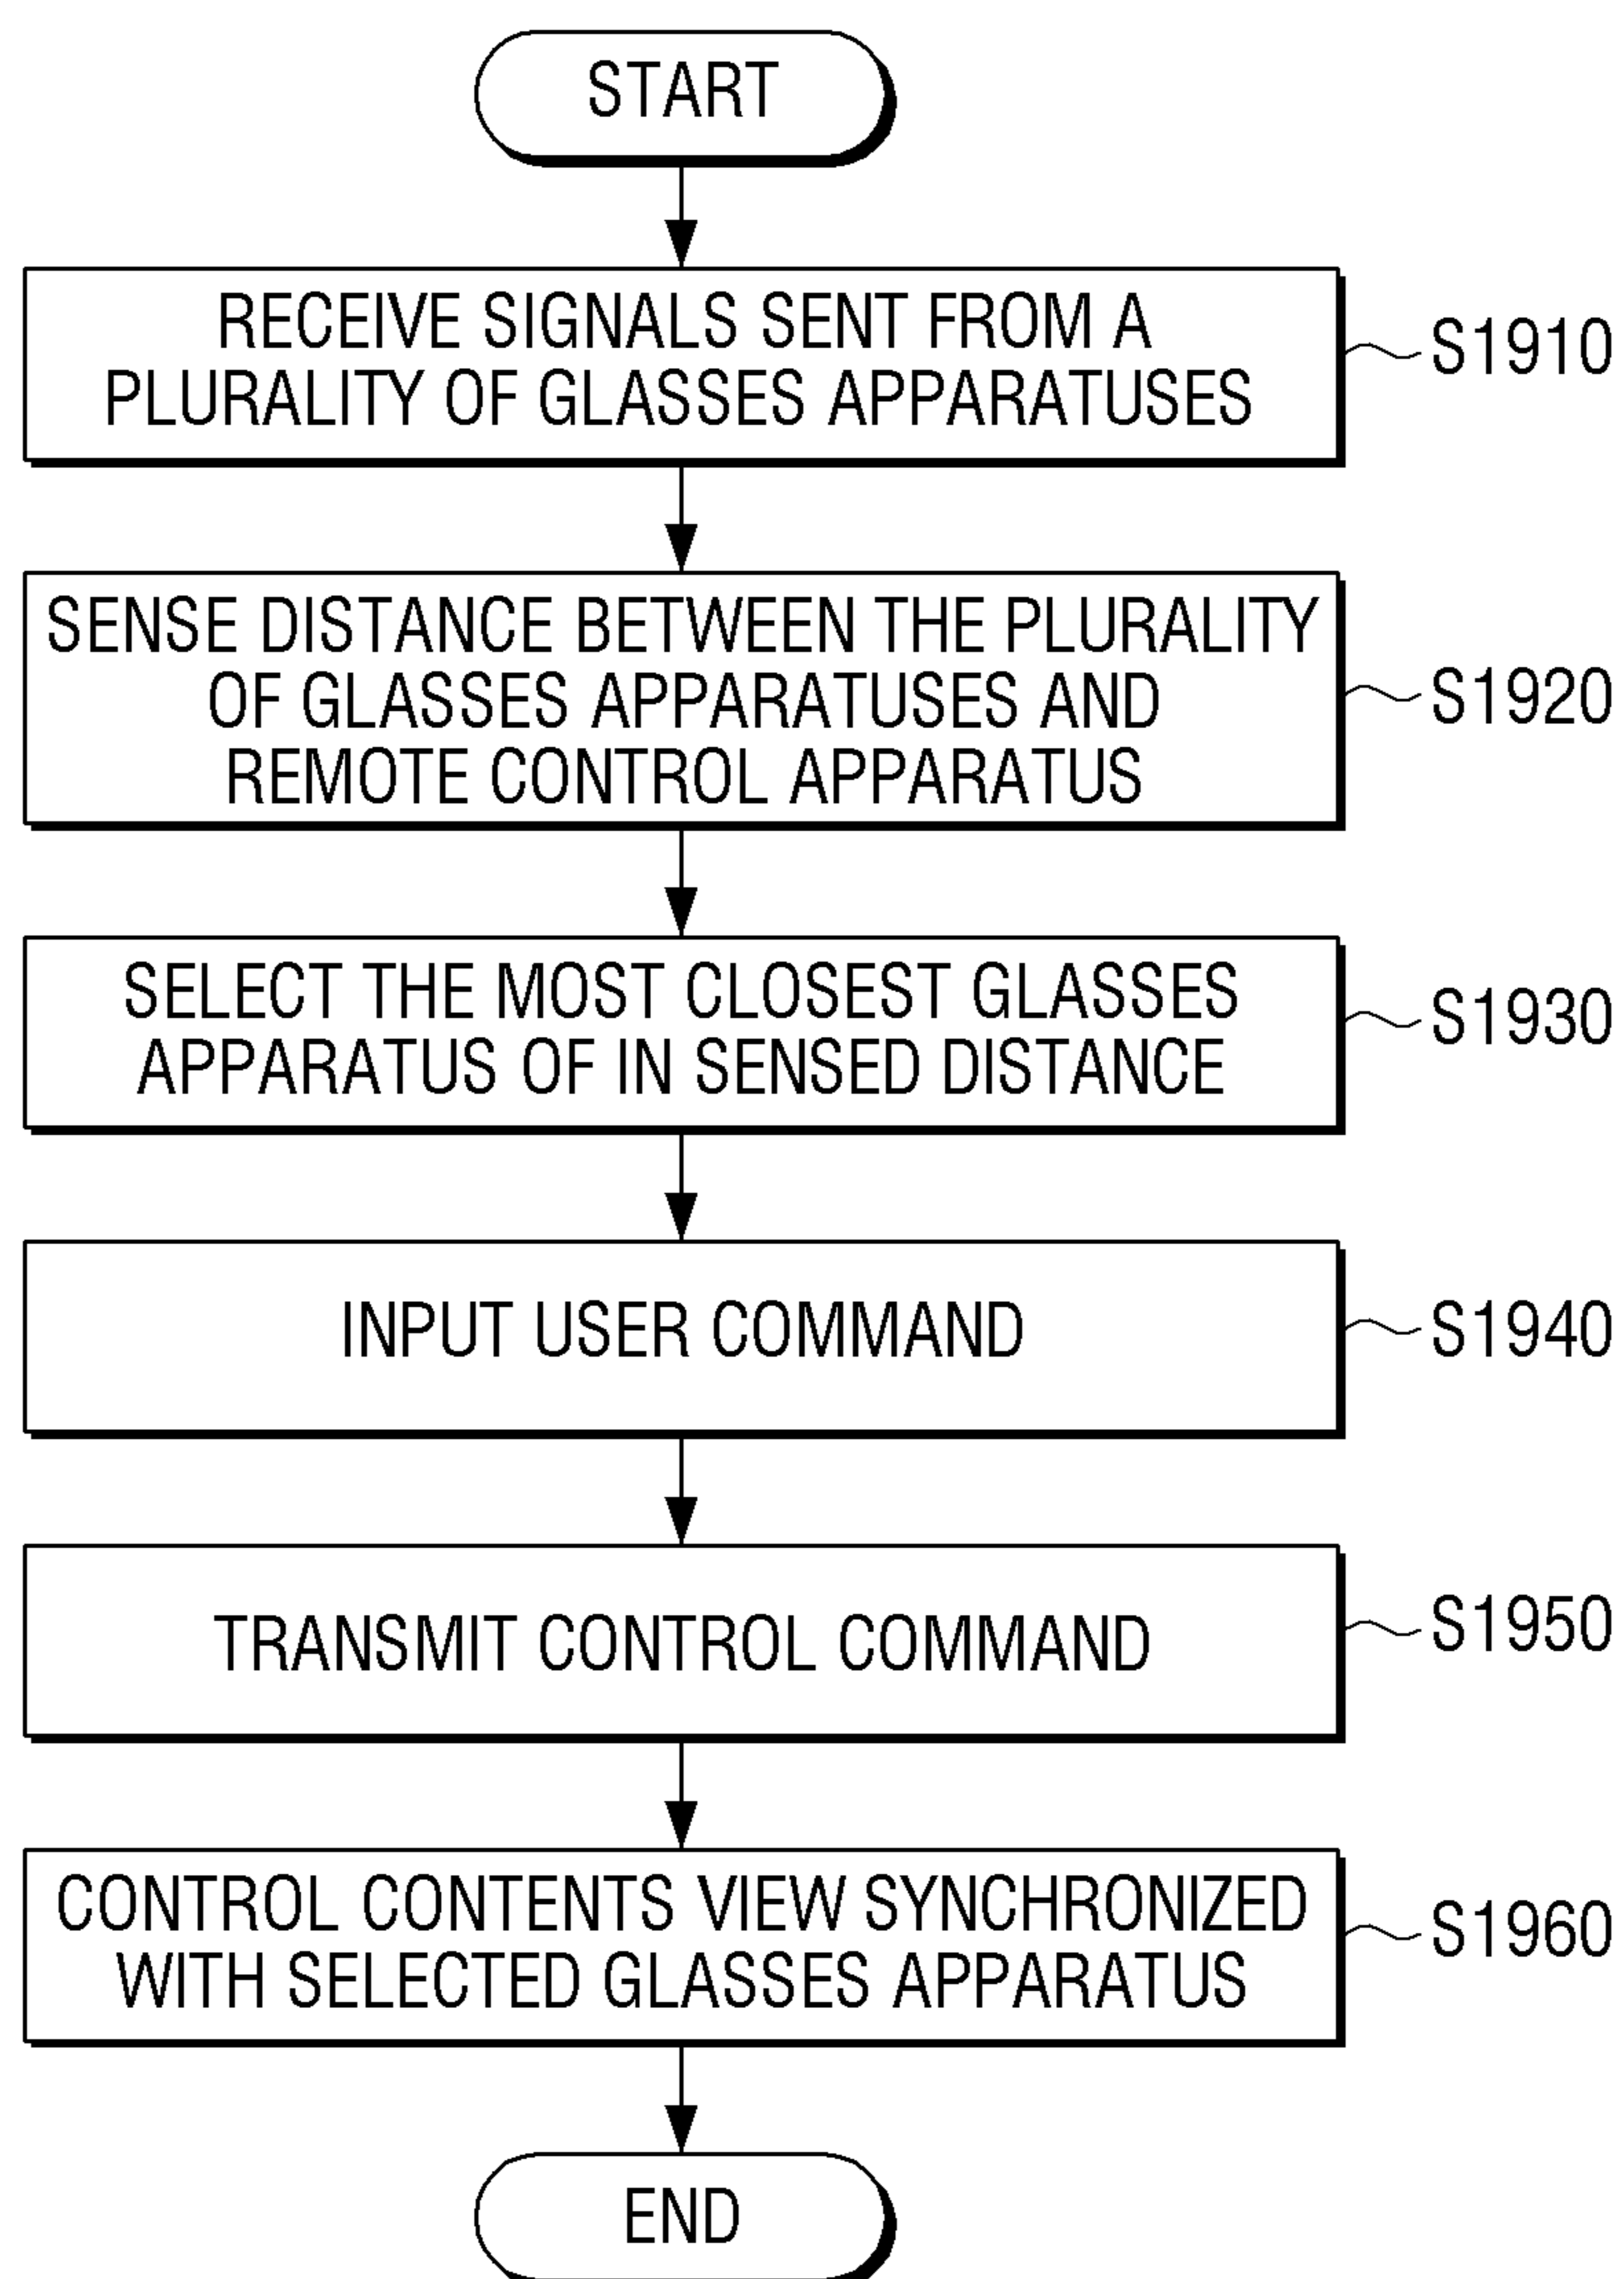 START
RECEIVE SIGNALS SENT FROM A
PLURALITY OF GLASSES APPARATUSES
S1910
SENSE DISTANCE BETWEEN THE PLURALITY
OF GLASSES APPARATUSES AND
REMOTE CONTROL APPARATUS
S1920
SELECT THE MOST CLOSEST GLASSES
APPARATUS OF IN SENSED DISTANCE
S1930
INPUT USER COMMAND
S1940
TRANSMIT CONTROL COMMAND
S1950
CONTROL CONTENTS VIEW SYNCHRONIZED
WITH SELECTED GLASSES APPARATUS
S1960
END